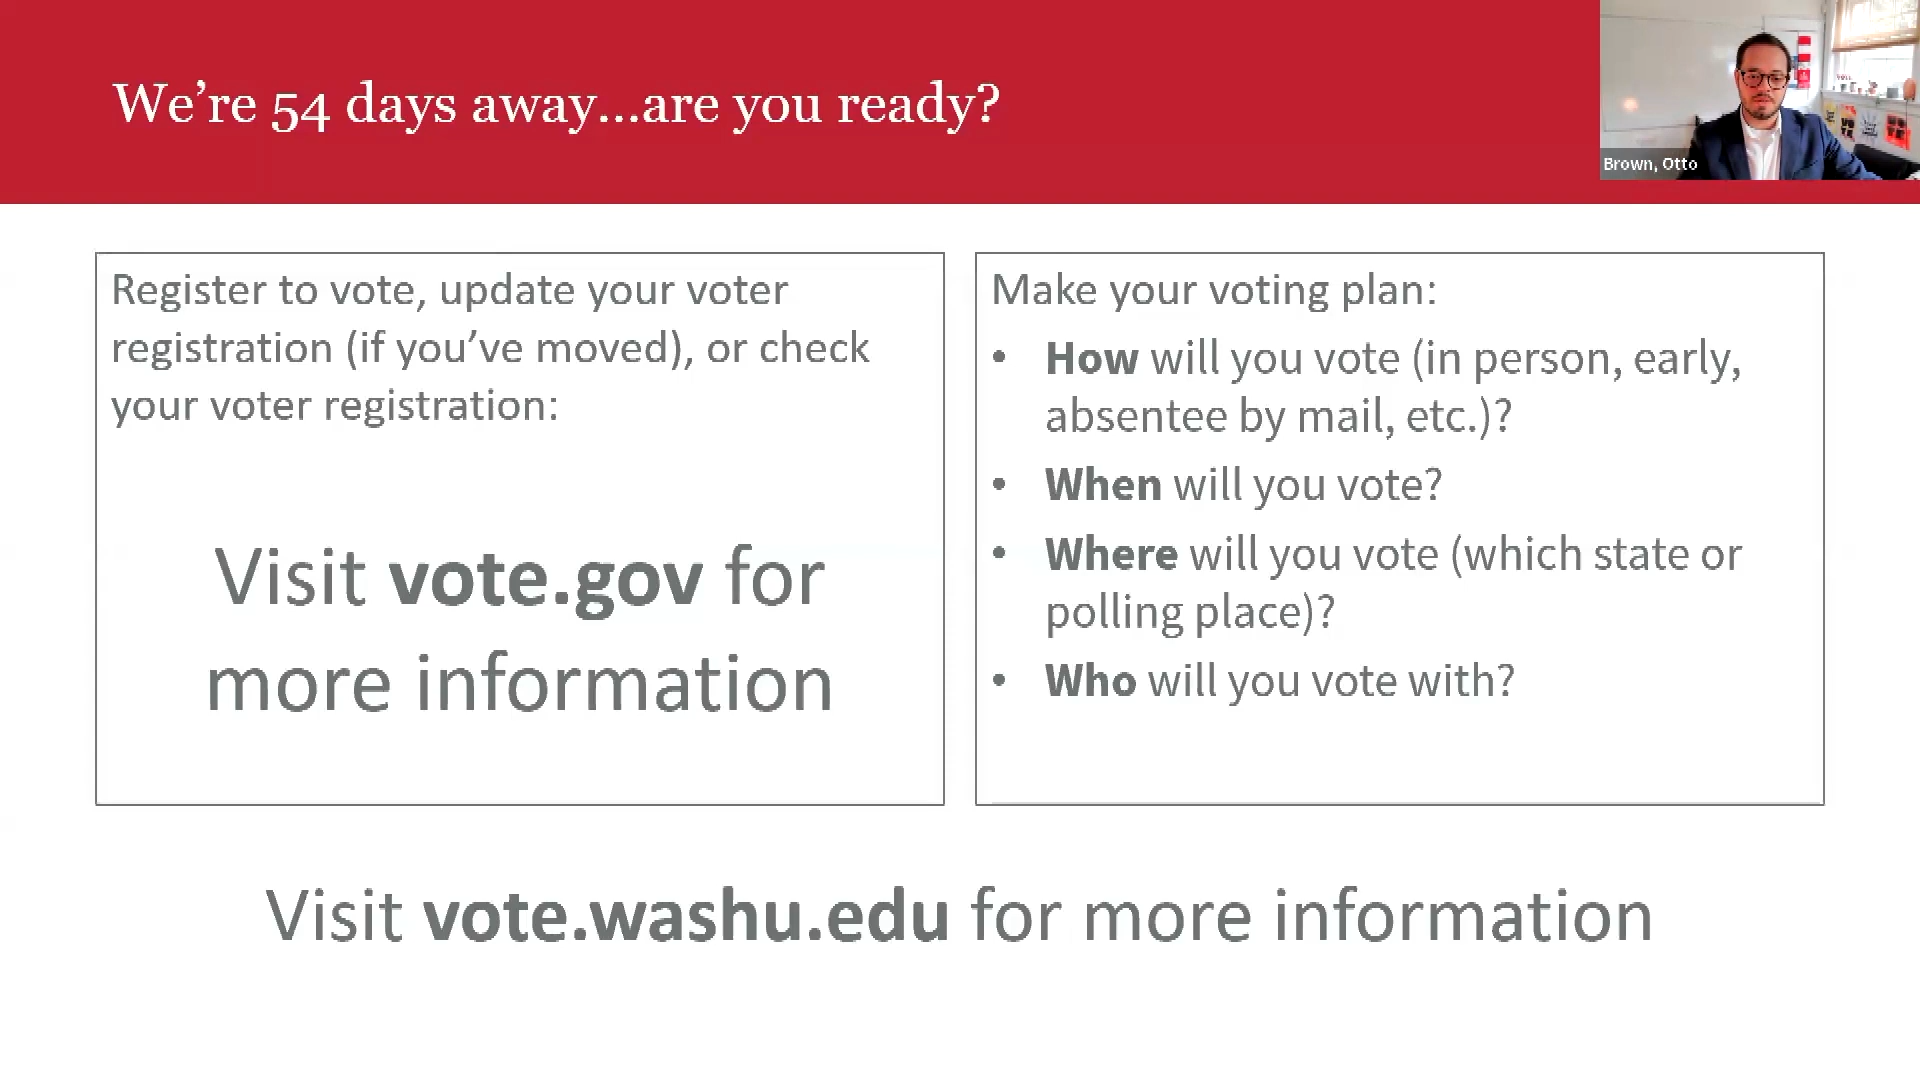 We’re 54 days away...are you ready?
Brown, Otto
Register to vote, update your voter
registration (if you’ve moved), or check
your voter registration:
Visit vote.gov for
more information
Make your voting plan:
• How will you vote (in person, early,
absentee by mail, etc.)?
• When will you vote?
• Where will you vote (which state or
polling place)?
• Who will you vote with?
Visit vote.washu.edu for more information